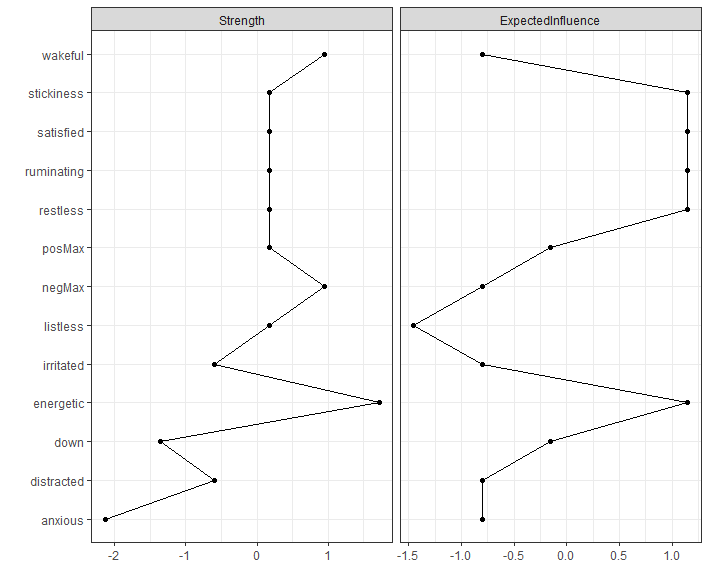 Strength ExpectedInfluence
wakeful
stickiness
satisfied
ruminating
restless
posMax
negMax
listless
irritated
energetic
down
distracted
anxious
-2 -1 0 1 -1.5 -1.0 -0.5 0.0 0.5 1.0